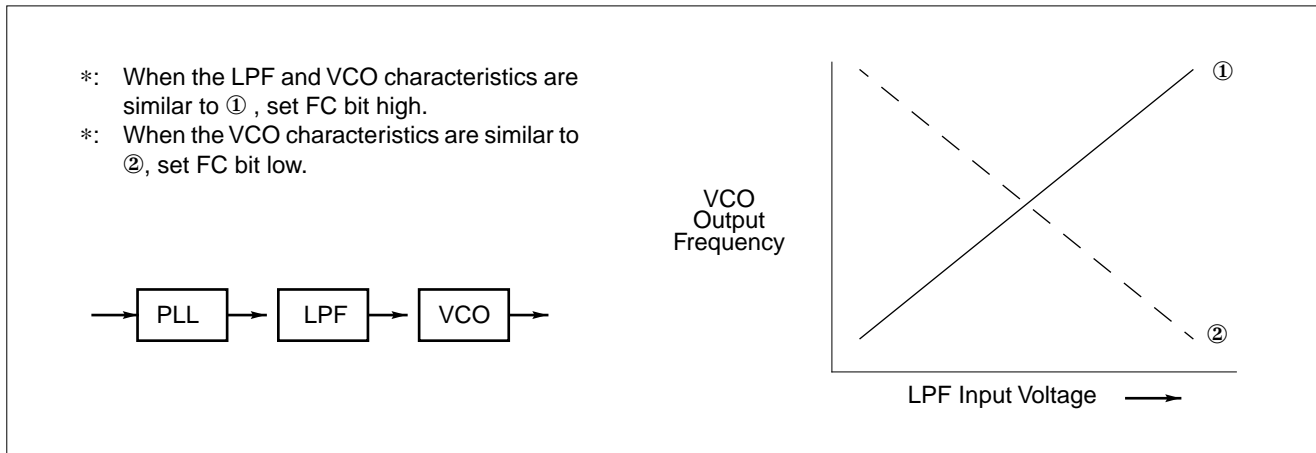 *: When the LPF and VCO characteristics are
similar to ①, set FC bit high.
*: When the VCO characteristics are similar to
②, set FC bit low.
PLL
LPF
VCO
VCO
Output
Frequency
①
②
LPF Input Voltage